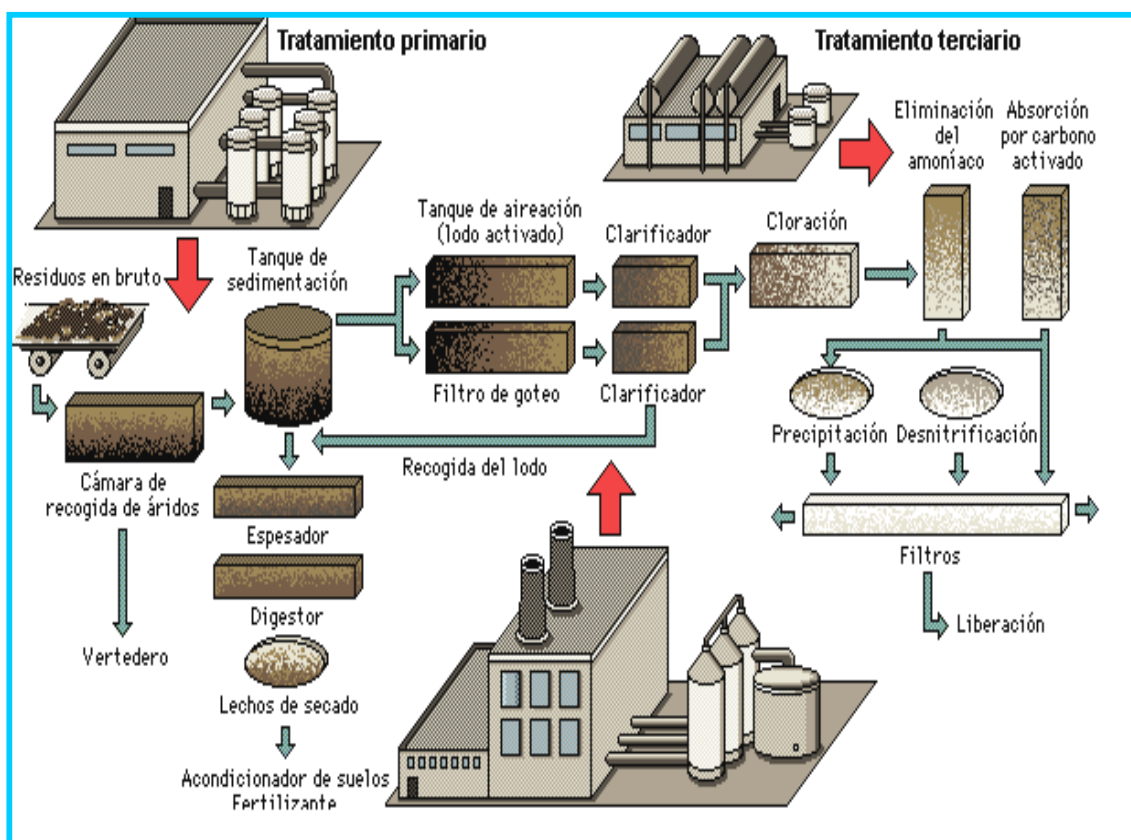 Tratamiento primario
Tratamiento terciario
Eliminación
del
amoníaco
Absorción
por carbono
activado
Residuos en bruto
Tanque de
sedimentación
Tanque de aireación
(lodo activado)
Clarificador
Cloración
Filtro de goteo
Clarificador
Precipitación
Desnitrificación
Recogida del lodo
Cámara de
recogida de áridos
Espesador
Filtros
Digestor
Liberación
Vertedero
Lechos de secado
Acondicionador de suelos
Fertilizante